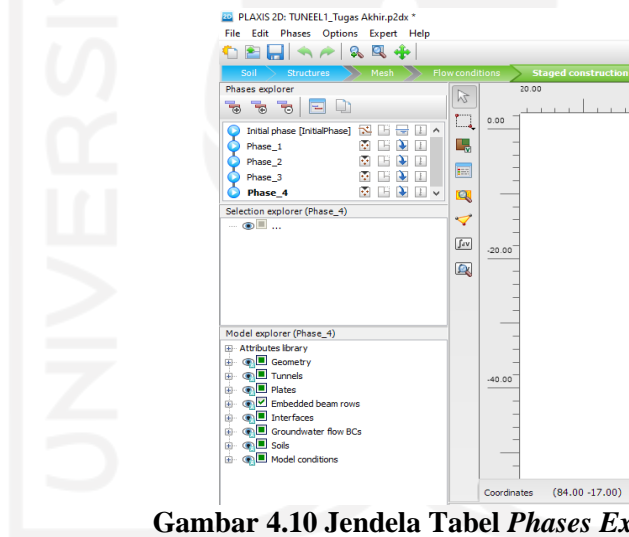 PLAXIS 2D: TUNEEL1_Tugas Akhir.p2dx *
File Edit Phases Options Expert Help
Soil Structures Mesh Flow conditions Staged construction
Phases explorer
Initial phase [InitialPhase]
Phase_1
Phase_2
Phase_3
Phase_4
Selection explorer (Phase_4)
...
Model explorer (Phase_4)
Attributes library
Geometry
Tunnels
Plates
Embedded beam rows
Interfaces
Groundwater flow BCs
Soils
Model conditions
20.00
0.00
-20.00
-40.00
Coordinates (84.00 -17.00)
Gambar 4.10 Jendela Tabel Phases Ex
UNIVERS